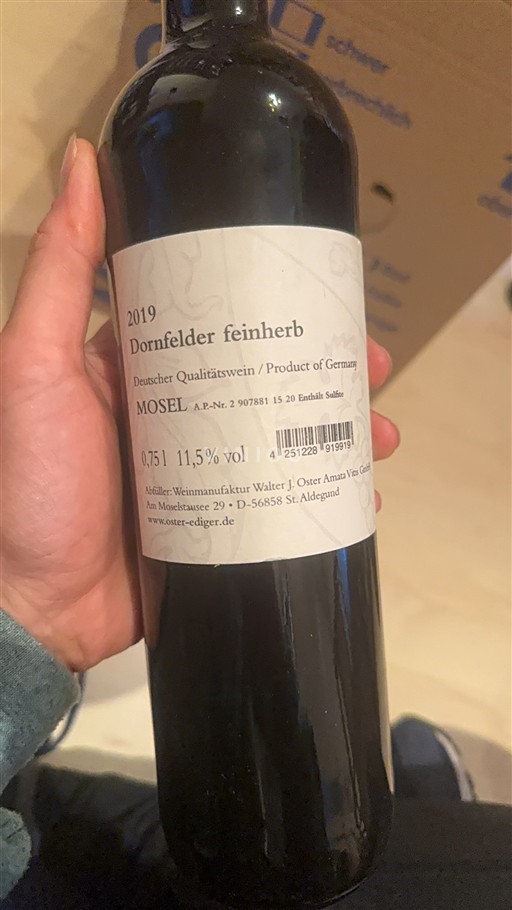 schwer
2019
Dornfelder feinherb
Deutscher Qualitätswein / Product of Germany
MOSEL A.P.-Nr. 2 907881 15 20 Enthält Sulfite
0,75 l 11,5% vol
4 251228 919919
Abfüller: Weinmanufaktur Walter J. Oster Amata Vitis GmbH
Am Moselstausee 29 • D-56858 St. Aldegund
www.oster-ediger.de